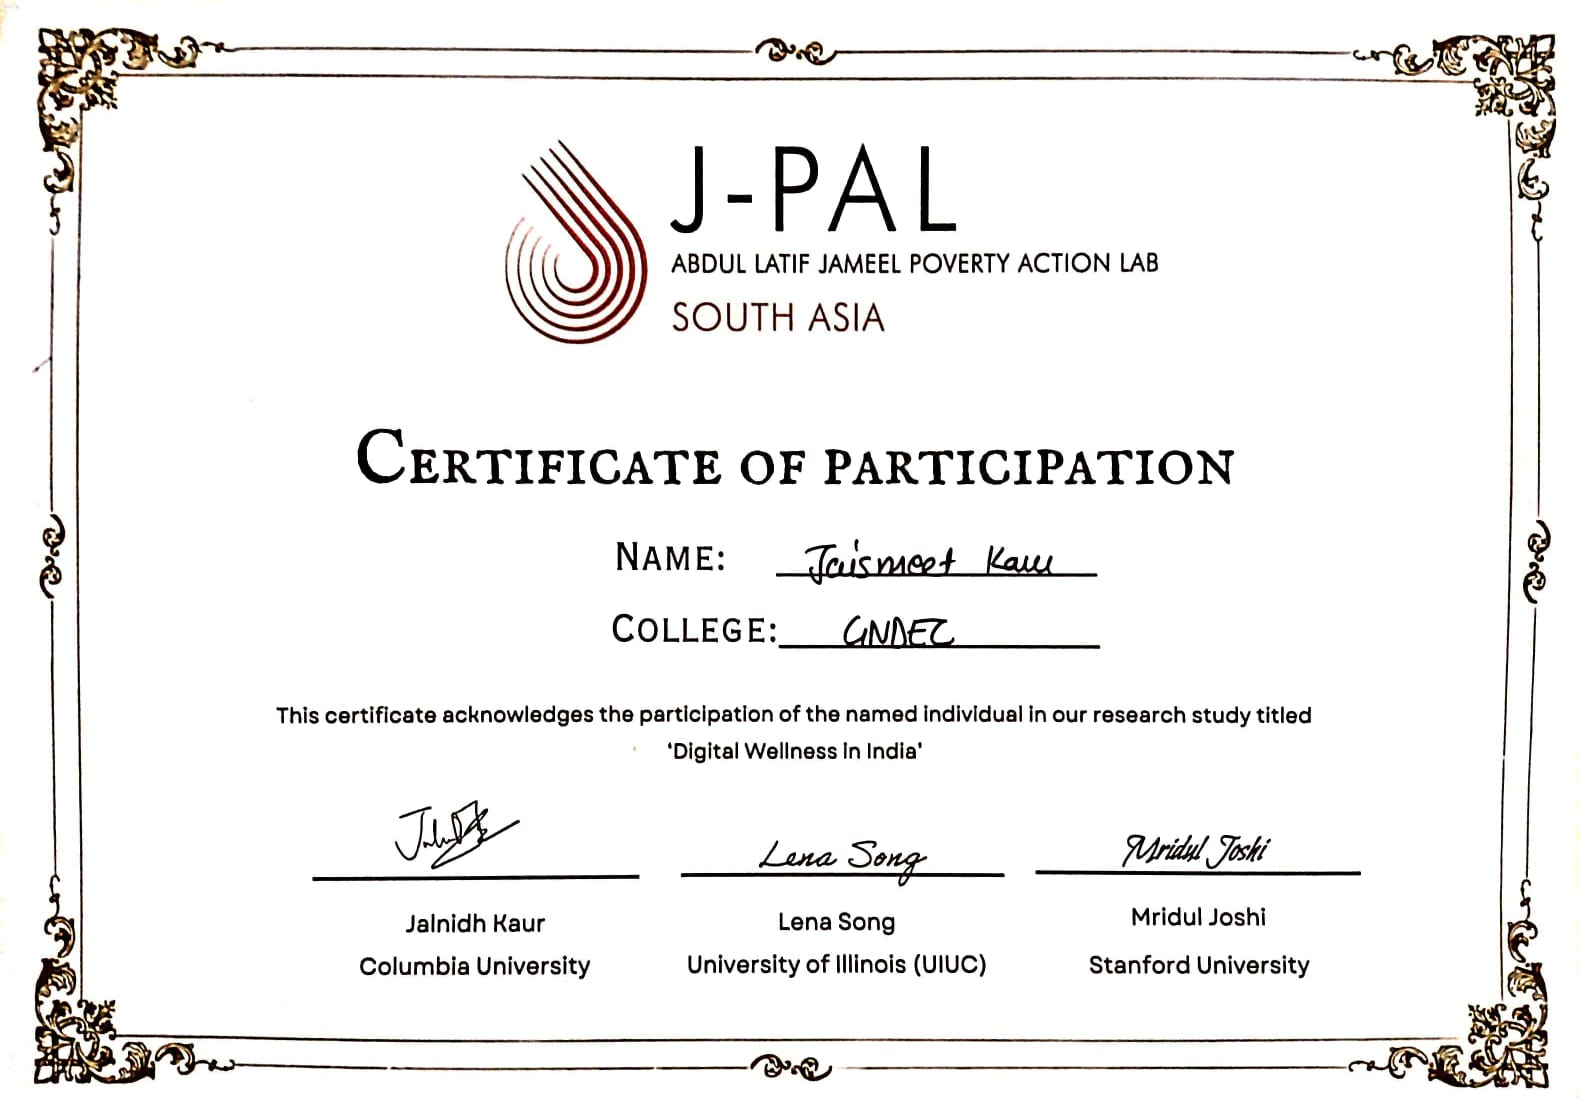 J-PAL
ABDUL LATIF JAMEEL POVERTY ACTION LAB
SOUTH ASIA
CERTIFICATE OF PARTICIPATION
NAME: Jaismeet Kaur
COLLEGE: GNDEC
This certificate acknowledges the participation of the named individual in our research study titled
'Digital Wellness in India'
Lena Song Mridul Joshi
Jalnidh Kaur Lena Song Mridul Joshi
Columbia University University of Illinois (UIUC) Stanford University